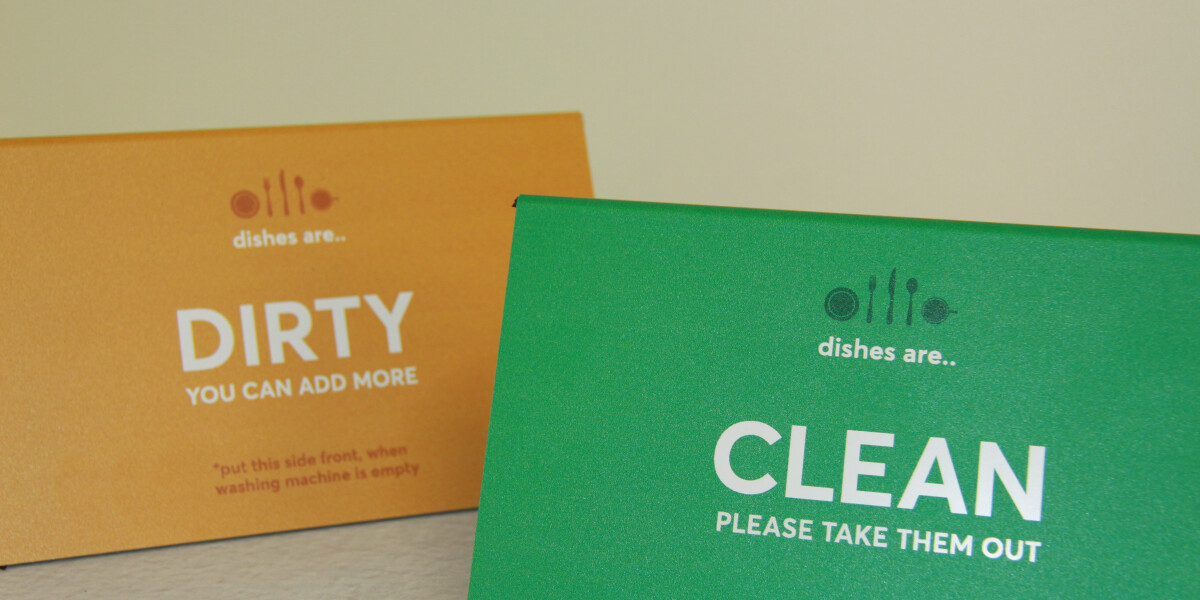 dishes are..
DIRTY
YOU CAN ADD MORE
*put this side front, when
washing machine is empty
dishes are..
CLEAN
PLEASE TAKE THEM OUT